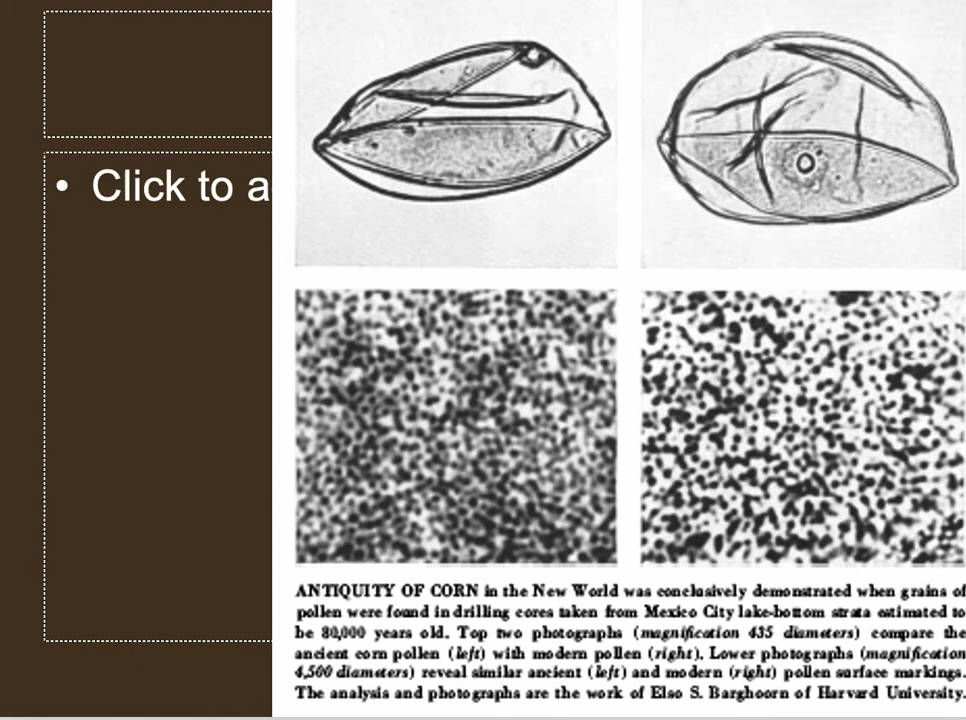 • Click to a
ANTIQUITY OF CORN in the New World was conclusively demonstrated when grains of
pollen were found in drilling cores taken from Mexico City lake-bottom strata estimated to
be 80,000 years old. Top two photographs (magnification 435 diameters) compare the
ancient corn pollen (left) with modern pollen (right). Lower photographs (magnification
4,500 diameters) reveal similar ancient (left) and modern (right) pollen surface markings.
The analysis and photographs are the work of Elso S. Barghoorn of Harvard University.